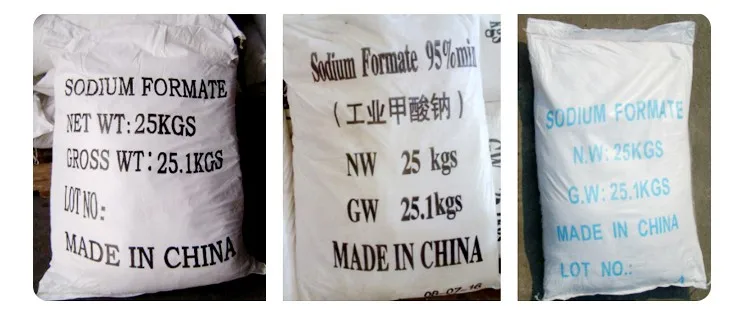 SODIUM FORMATE
NET WT: 25KGS
GROSS WT: 25.1KGS
LOT NO:
MADE IN CHINA
Sodium Formate 95%min
(工业甲酸钠)
NW 25 kgs
GW 25.1kgs
MADE IN CHINA
SODIUM FORMATE
N.W: 25KGS
G.W: 25.1KGS
MADE IN CHINA
LOT NO.: